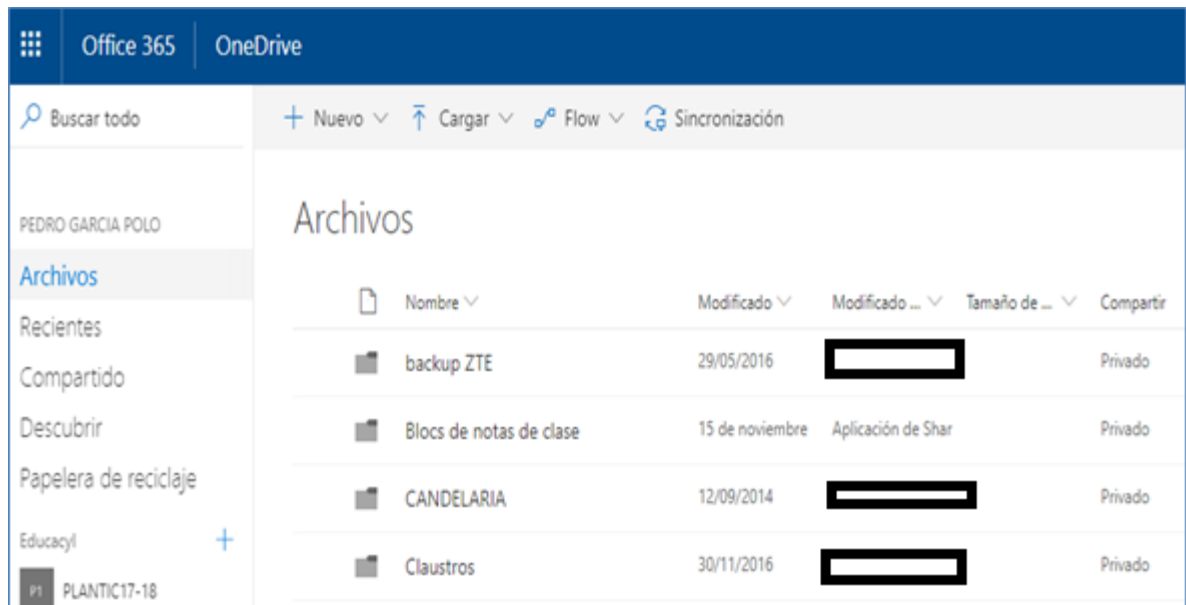 Office 365 OneDrive
Buscar todo
Nuevo Cargar Flow Sincronización
PEDRO GARCIA POLO
Archivos
Recientes
Compartido
Descubrir
Papelera de reciclaje
Educacyl
P1 PLANTIC17-18
Archivos
Nombre Modificado Modificado ... Tamaño de ... Compartir
backup ZTE 29/05/2016 Privado
Blocs de notas de clase 15 de noviembre Aplicación de Shar Privado
CANDELARIA 12/09/2014 Privado
Claustros 30/11/2016 Privado